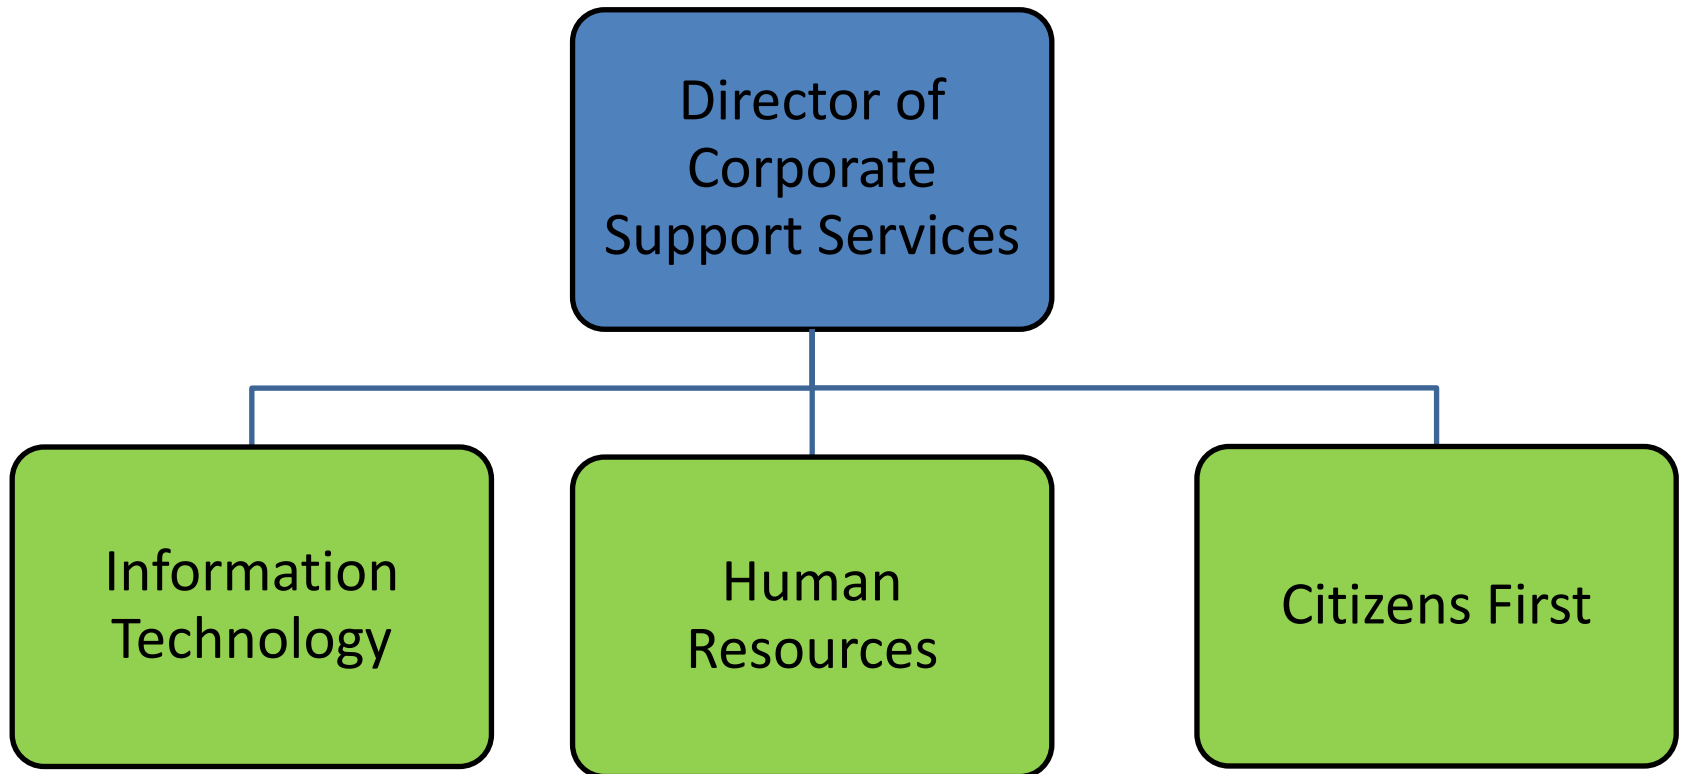 Director of
Corporate
Support Services
Information
Technology
Human
Resources
Citizens First